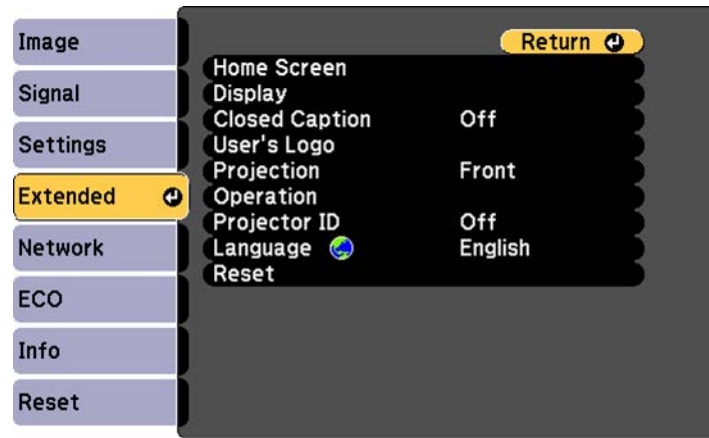 Image
Signal
Settings
Extended
Network
ECO
Info
Reset
Return
Home Screen
Display
Closed Caption Off
User's Logo
Projection Front
Operation
Projector ID Off
Language English
Reset